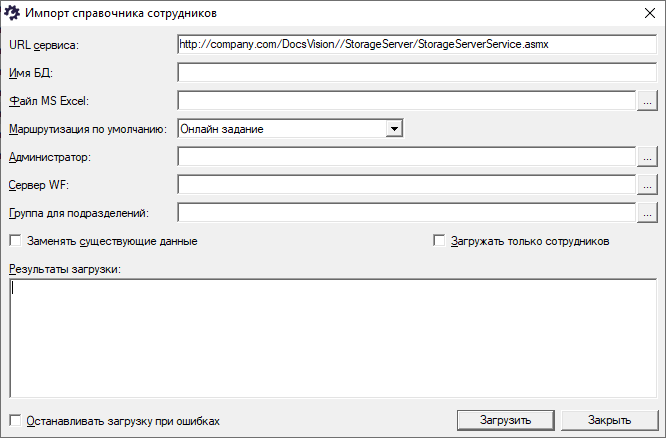 Импорт справочника сотрудников
URL сервиса: http://company.com/DocsVision//StorageServer/StorageServerService.asmx
Имя БД:
Файл MS Excel: ...
Маршрутизация по умолчанию: Онлайн задание
Администратор: ...
Сервер WF: ...
Группа для подразделений: ...
Заменять существующие данные Загружать только сотрудников
Результаты загрузки:
Останавливать загрузку при ошибках Загрузить Закрыть